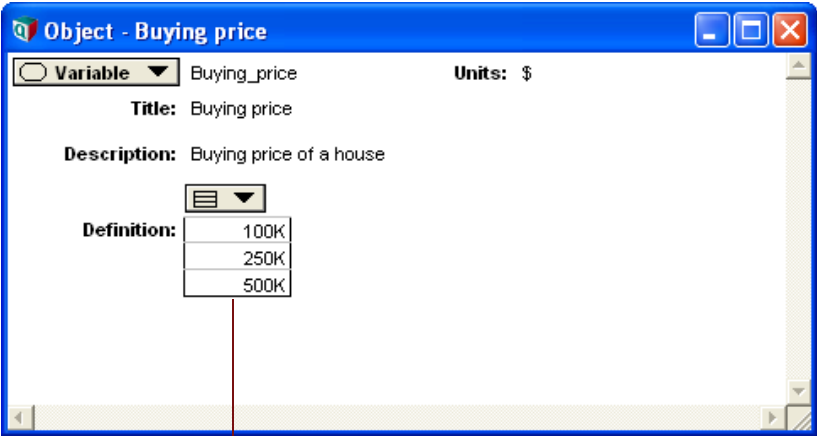 Object - Buying price
Variable Buying_price Units: $
Title: Buying price
Description: Buying price of a house
Definition: 100K
250K
500K